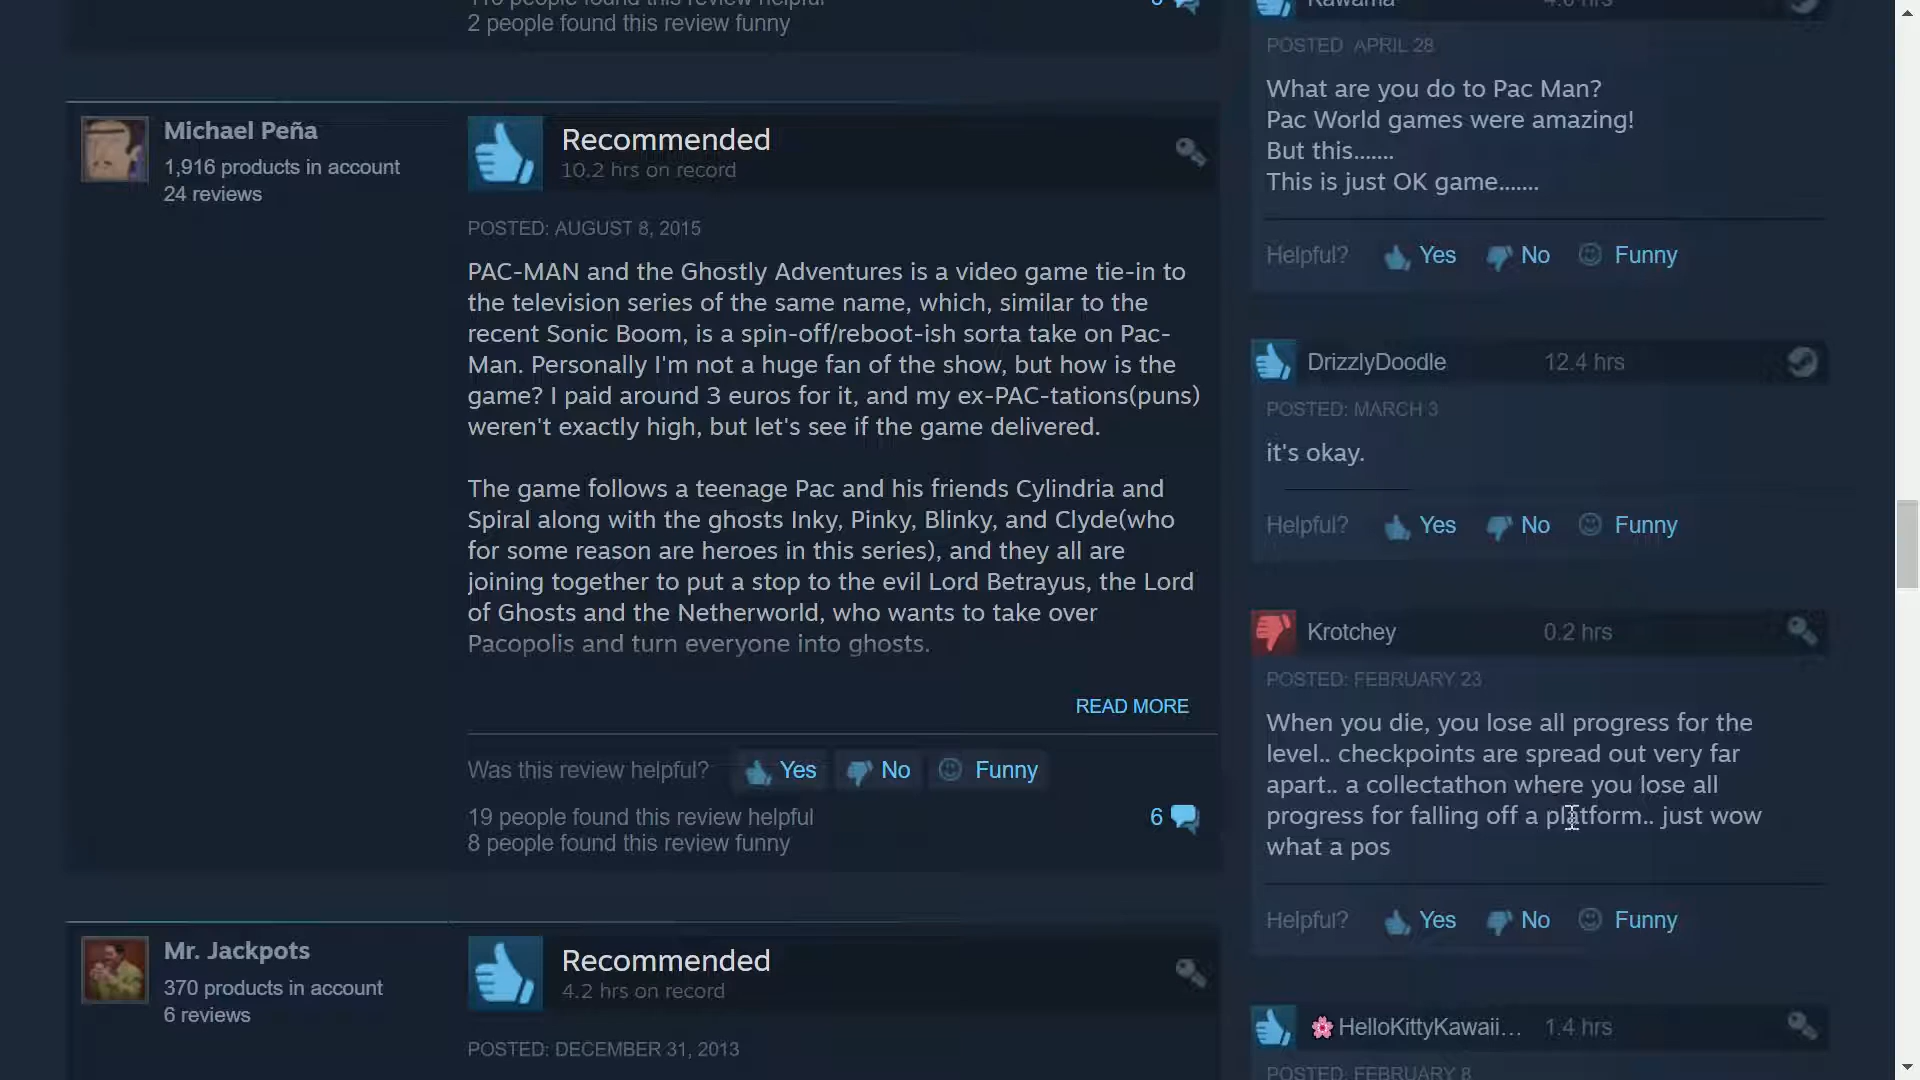 2 people found this review funny
Michael Peña
1,916 products in account
24 reviews
Recommended
10.2 hrs on record
POSTED: AUGUST 8, 2015
PAC-MAN and the Ghostly Adventures is a video game tie-in to
the television series of the same name, which, similar to the
recent Sonic Boom, is a spin-off/reboot-ish sorta take on Pac-
Man. Personally I'm not a huge fan of the show, but how is the
game? I paid around 3 euros for it, and my ex-PAC-tations(puns)
weren't exactly high, but let's see if the game delivered.
The game follows a teenage Pac and his friends Cylindria and
Spiral along with the ghosts Inky, Pinky, Blinky, and Clyde(who
for some reason are heroes in this series), and they all are
joining together to put a stop to the evil Lord Betrayus, the Lord
of Ghosts and the Netherworld, who wants to take over
Pacopolis and turn everyone into ghosts.
READ MORE
Was this review helpful? Yes No Funny
19 people found this review helpful
8 people found this review funny
6
Mr. Jackpots
370 products in account
6 reviews
Recommended
4.2 hrs on record
POSTED: DECEMBER 31, 2013
POSTED: APRIL 28
What are you do to Pac Man?
Pac World games were amazing!
But this.......
This is just OK game.......
Helpful? Yes No Funny
DrizzlyDoodle 12.4 hrs
POSTED: MARCH 3
it's okay.
Helpful? Yes No Funny
Krotchey 0.2 hrs
POSTED: FEBRUARY 23
When you die, you lose all progress for the
level.. checkpoints are spread out very far
apart.. a collectathon where you lose all
progress for falling off a platform.. just wow
what a pos
Helpful? Yes No Funny
🌸 HelloKittyKawaii... 1.4 hrs
POSTED: FEBRUARY 8